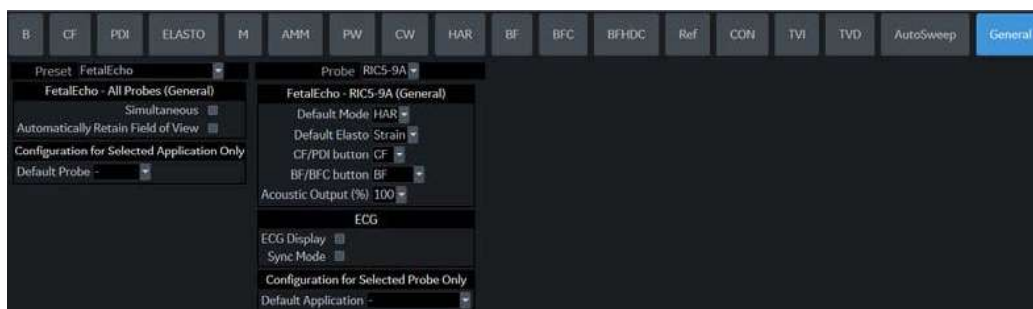 B CF PDI ELASTO M AMM PW CW HAR BF BFC BFHDC Ref CON TVI TVD AutoSweep General
Preset FetalEcho
FetalEcho - All Probes (General)
Simultaneous
Automatically Retain Field of View
Configuration for Selected Application Only
Default Probe -
Probe RIC5-9A
FetalEcho - RIC5-9A (General)
Default Mode HAR
Default Elasto Strain
CF/PDI button CF
BF/BFC button BF
Acoustic Output (%) 100
ECG
ECG Display
Sync Mode
Configuration for Selected Probe Only
Default Application -